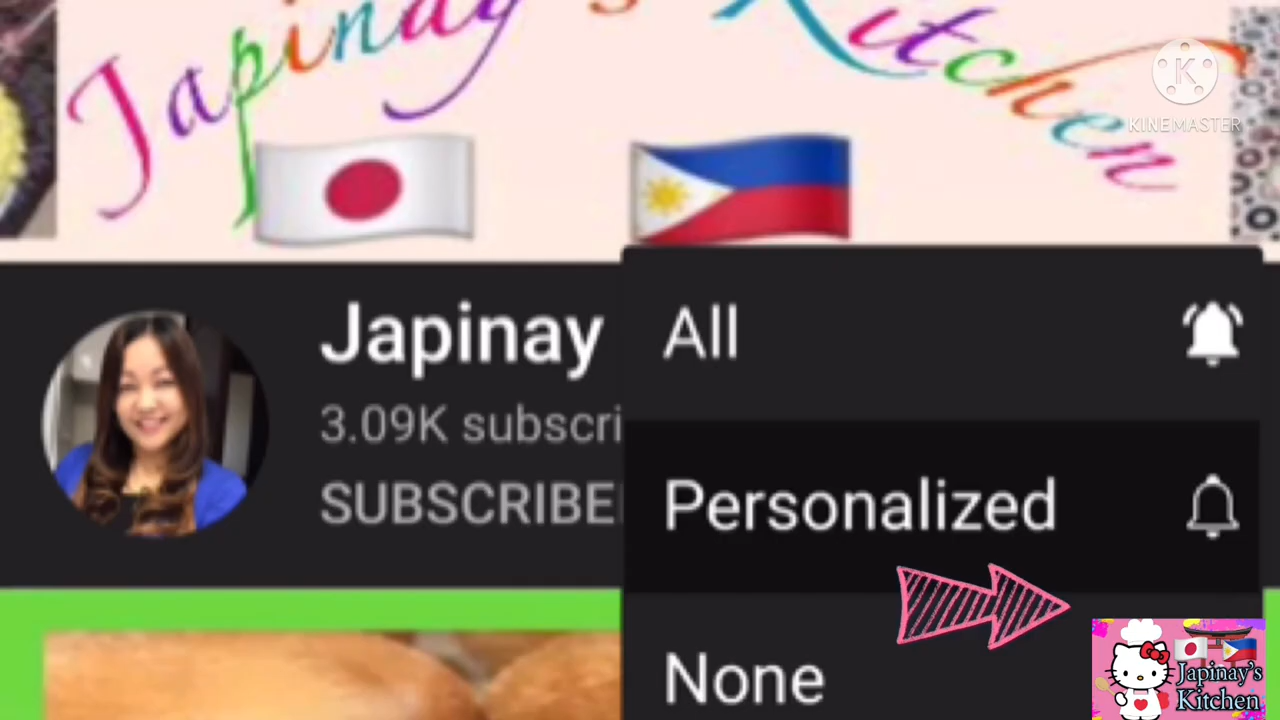 Japinay's Kitchen
K
KINEMASTER
Japinay
All
3.09K subscri
SUBSCRIBE
Personalized
None
Japinay's
Kitchen